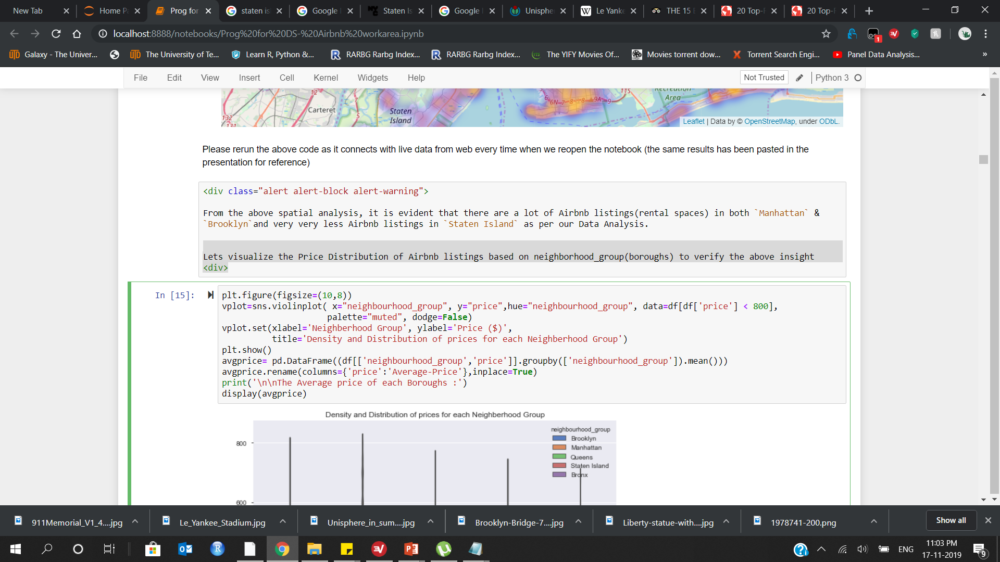 New Tab
Home P
Prog for
staten is
Google
Staten Is
Google
Unisphe
Le Yanke
THE 15
20 Top-
20 Top-
localhost:8888/notebooks/Prog%20for%20DS-%20Airbnb%20workarea.ipynb
1
Galaxy - The Univer...
The University of Te...
Learn R, Python &...
RARBG Rarbg Index...
RARBG Rarbg Index...
The YIFY Movies Of...
Movies torrent dow...
Torrent Search Engi...
Panel Data Analysis...
»
File Edit View Insert Cell Kernel Widgets Help
Not Trusted
Python 3
Carteret
Staten
Island
Area
Leaflet | Data by © OpenStreetMap, under ODbL.
Please rerun the above code as it connects with live data from web every time when we reopen the notebook (the same results has been pasted in the
presentation for reference)
<div class="alert alert-block alert-warning">
From the above spatial analysis, it is evident that there are a lot of Airbnb listings(rental spaces) in both `Manhattan` &
`Brooklyn`and very very less Airbnb listings in `Staten Island` as per our Data Analysis.
Lets visualize the Price Distribution of Airbnb listings based on neighborhood_group(boroughs) to verify the above insight
<div>
In [15]:
plt.figure(figsize=(10,8))
vplot=sns.violinplot( x="neighbourhood_group", y="price",hue="neighbourhood_group", data=df[df['price'] < 800],
palette="muted", dodge=False)
vplot.set(xlabel='Neighberhood Group', ylabel='Price ($)',
title='Density and Distribution of prices for each Neighberhood Group')
plt.show()
avgprice= pd.DataFrame((df[['neighbourhood_group','price']].groupby(['neighbourhood_group']).mean()))
avgprice.rename(columns={'price':'Average-Price'},inplace=True)
print('\n\nThe Average price of each Boroughs :')
display(avgprice)
Density and Distribution of prices for each Neighberhood Group
neighbourhood_group
Brooklyn
Manhattan
Queens
Staten Island
Bronx
800
600
911Memorial_V1_4....jpg
Le_Yankee_Stadium.jpg
Unisphere_in_sum....jpg
Brooklyn-Bridge-7....jpg
Liberty-statue-with....jpg
1978741-200.png
Show all
ENG
11:03 PM
17-11-2019
9